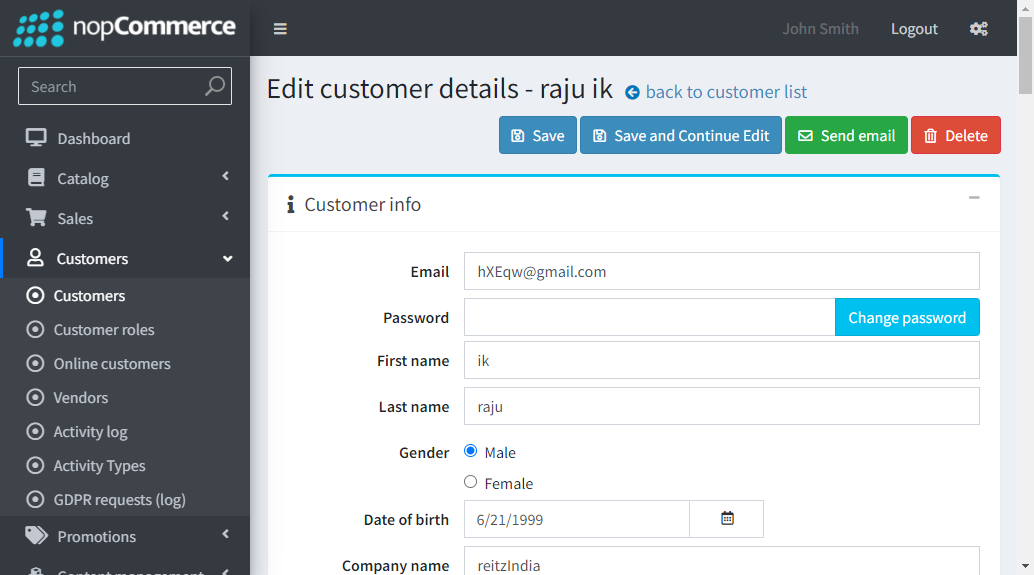 nopCommerce
John Smith Logout
Search
Dashboard
Catalog
Sales
Customers
Customers
Customer roles
Online customers
Vendors
Activity log
Activity Types
GDPR requests (log)
Promotions
Content management
Edit customer details - raju ik back to customer list
Save Save and Continue Edit Send email Delete
Customer info
Email hXEqw@gmail.com
Password Change password
First name ik
Last name raju
Gender Male
Female
Date of birth 6/21/1999
Company name reitzIndia